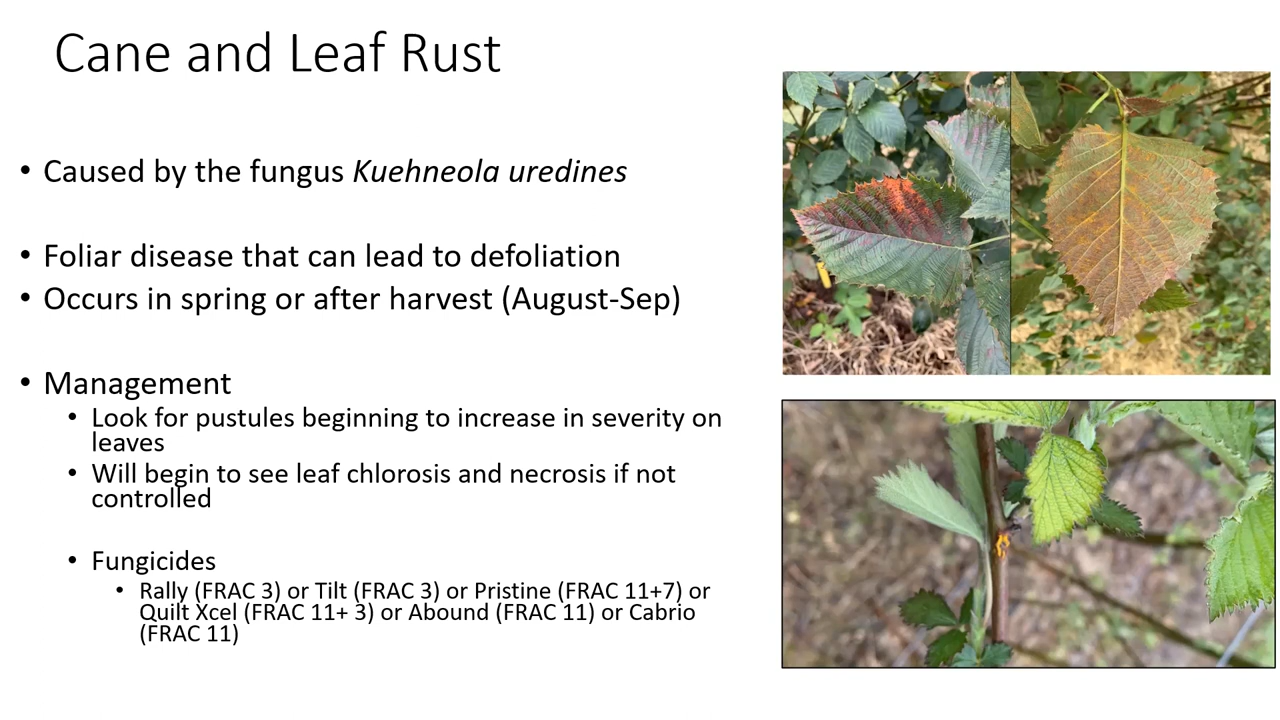 Cane and Leaf Rust
• Caused by the fungus Kuehneola uredines
• Foliar disease that can lead to defoliation
• Occurs in spring or after harvest (August-Sep)
• Management
• Look for pustules beginning to increase in severity on
leaves
• Will begin to see leaf chlorosis and necrosis if not
controlled
• Fungicides
• Rally (FRAC 3) or Tilt (FRAC 3) or Pristine (FRAC 11+7) or
Quilt Xcel (FRAC 11+ 3) or Abound (FRAC 11) or Cabrio
(FRAC 11)